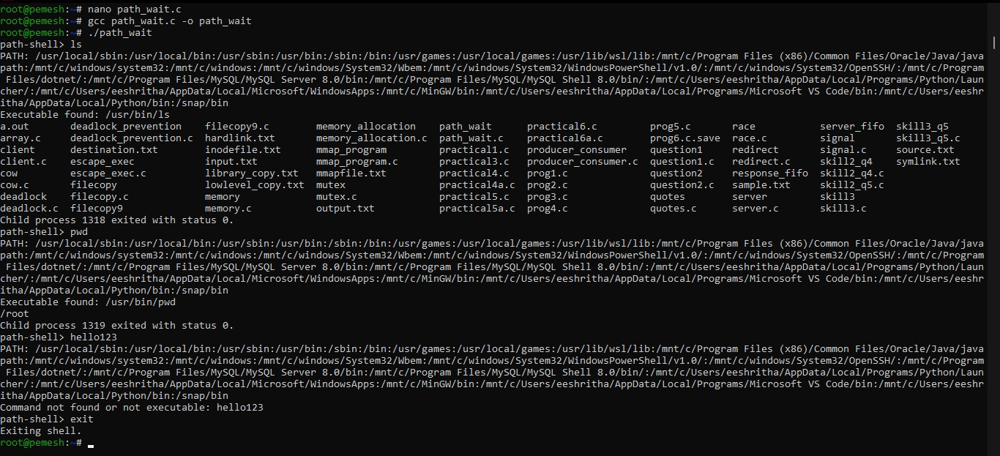 root@pemesh:~# nano path_wait.c
root@pemesh:~# gcc path_wait.c -o path_wait
root@pemesh:~# ./path_wait
path-shell> ls
PATH: /usr/local/sbin:/usr/local/bin:/usr/sbin:/usr/bin:/sbin:/bin:/usr/games:/usr/local/games:/usr/lib/wsl/lib:/mnt/c/Program Files (x86)/Common Files/Oracle/Java/java
path:/mnt/c/windows/system32:/mnt/c/windows:/mnt/c/windows/System32/Wbem:/mnt/c/windows/System32/WindowsPowerShell/v1.0/:/mnt/c/windows/System32/OpenSSH/:/mnt/c/Program
 Files/dotnet/:/mnt/c/Program Files/MySQL/MySQL Server 8.0/bin:/mnt/c/Program Files/MySQL/MySQL Shell 8.0/bin/:/mnt/c/Users/eeshritha/AppData/Local/Programs/Python/Laun
cher/:/mnt/c/Users/eeshritha/AppData/Local/Microsoft/WindowsApps:/mnt/c/MinGW/bin:/mnt/c/Users/eeshritha/AppData/Local/Programs/Microsoft VS Code/bin:/mnt/c/Users/eeshr
itha/AppData/Local/Python/bin:/snap/bin
Executable found: /usr/bin/ls
a.out       deadlock_prevention    filecopy9.c        memory_allocation    path_wait      practical6.c         prog5.c      race           server_fifo  skill3_q5
array.c     deadlock_prevention.c  hardlink.txt       memory_allocation.c  path_wait.c    practical6a.c        prog6.c.save  race.c         signal       skill3_q5.c
client      destination.txt        inodefile.txt      mmap_program         practical1.c   producer_consumer    question1    redirect       signal.c     source.txt
client.c    escape_exec            input.txt          mmap_program.c       practical3.c   producer_consumer.c  question1.c  redirect.c     skill2_q4    symlink.txt
cow         escape_exec.c          library_copy.txt   mmapfile.txt         practical4.c   prog1.c              question2    response_fifo  skill2_q4.c
cow.c       filecopy               lowlevel_copy.txt  mutex                practical4a.c  prog2.c              question2.c  sample.txt     skill2_q5.c
deadlock    filecopy.c             memory             mutex.c              practical5.c   prog3.c              quotes       server         skill3
deadlock.c  filecopy9              memory.c           output.txt           practical5a.c  prog4.c              quotes.c     server.c       skill3.c
Child process 1318 exited with status 0.
path-shell> pwd
PATH: /usr/local/sbin:/usr/local/bin:/usr/sbin:/usr/bin:/sbin:/bin:/usr/games:/usr/local/games:/usr/lib/wsl/lib:/mnt/c/Program Files (x86)/Common Files/Oracle/Java/java
path:/mnt/c/windows/system32:/mnt/c/windows:/mnt/c/windows/System32/Wbem:/mnt/c/windows/System32/WindowsPowerShell/v1.0/:/mnt/c/windows/System32/OpenSSH/:/mnt/c/Program
 Files/dotnet/:/mnt/c/Program Files/MySQL/MySQL Server 8.0/bin:/mnt/c/Program Files/MySQL/MySQL Shell 8.0/bin/:/mnt/c/Users/eeshritha/AppData/Local/Programs/Python/Laun
cher/:/mnt/c/Users/eeshritha/AppData/Local/Microsoft/WindowsApps:/mnt/c/MinGW/bin:/mnt/c/Users/eeshritha/AppData/Local/Programs/Microsoft VS Code/bin:/mnt/c/Users/eeshr
itha/AppData/Local/Python/bin:/snap/bin
Executable found: /usr/bin/pwd
/root
Child process 1319 exited with status 0.
path-shell> hello123
PATH: /usr/local/sbin:/usr/local/bin:/usr/sbin:/usr/bin:/sbin:/bin:/usr/games:/usr/local/games:/usr/lib/wsl/lib:/mnt/c/Program Files (x86)/Common Files/Oracle/Java/java
path:/mnt/c/windows/system32:/mnt/c/windows:/mnt/c/windows/System32/Wbem:/mnt/c/windows/System32/WindowsPowerShell/v1.0/:/mnt/c/windows/System32/OpenSSH/:/mnt/c/Program
 Files/dotnet/:/mnt/c/Program Files/MySQL/MySQL Server 8.0/bin:/mnt/c/Program Files/MySQL/MySQL Shell 8.0/bin/:/mnt/c/Users/eeshritha/AppData/Local/Programs/Python/Laun
cher/:/mnt/c/Users/eeshritha/AppData/Local/Microsoft/WindowsApps:/mnt/c/MinGW/bin:/mnt/c/Users/eeshritha/AppData/Local/Programs/Microsoft VS Code/bin:/mnt/c/Users/eeshr
itha/AppData/Local/Python/bin:/snap/bin
Command not found or not executable: hello123
path-shell> exit
Exiting shell.
root@pemesh:~#